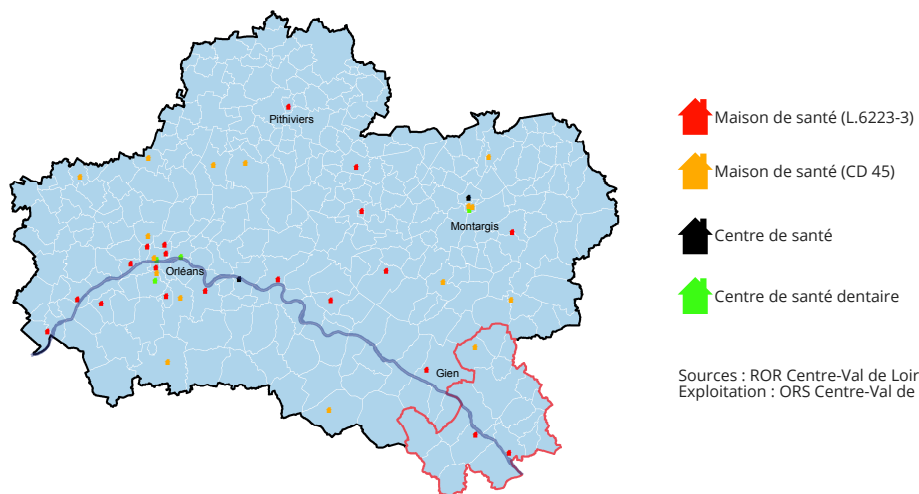 Pithiviers
Montargis
Orléans
Gien
Maison de santé (L.6223-3)
Maison de santé (CD 45)
Centre de santé
Centre de santé dentaire
Sources : ROR Centre-Val de Loir
Exploitation : ORS Centre-Val de